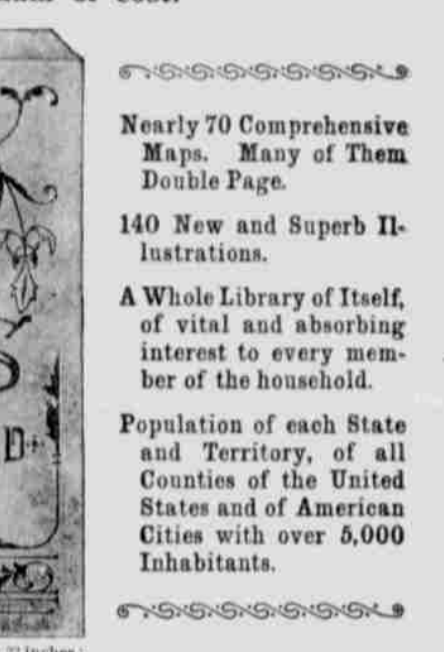 Nearly 70 Comprehensive
Maps. Many of Them
Double Page.
140 New and Superb Il-
lustrations.
A Whole Library of Itself,
of vital and absorbing
interest to every mem-
ber of the household.
Population of each State
and Territory, of all
Counties of the United
States and of American
Cities with over 5,000
Inhabitants.